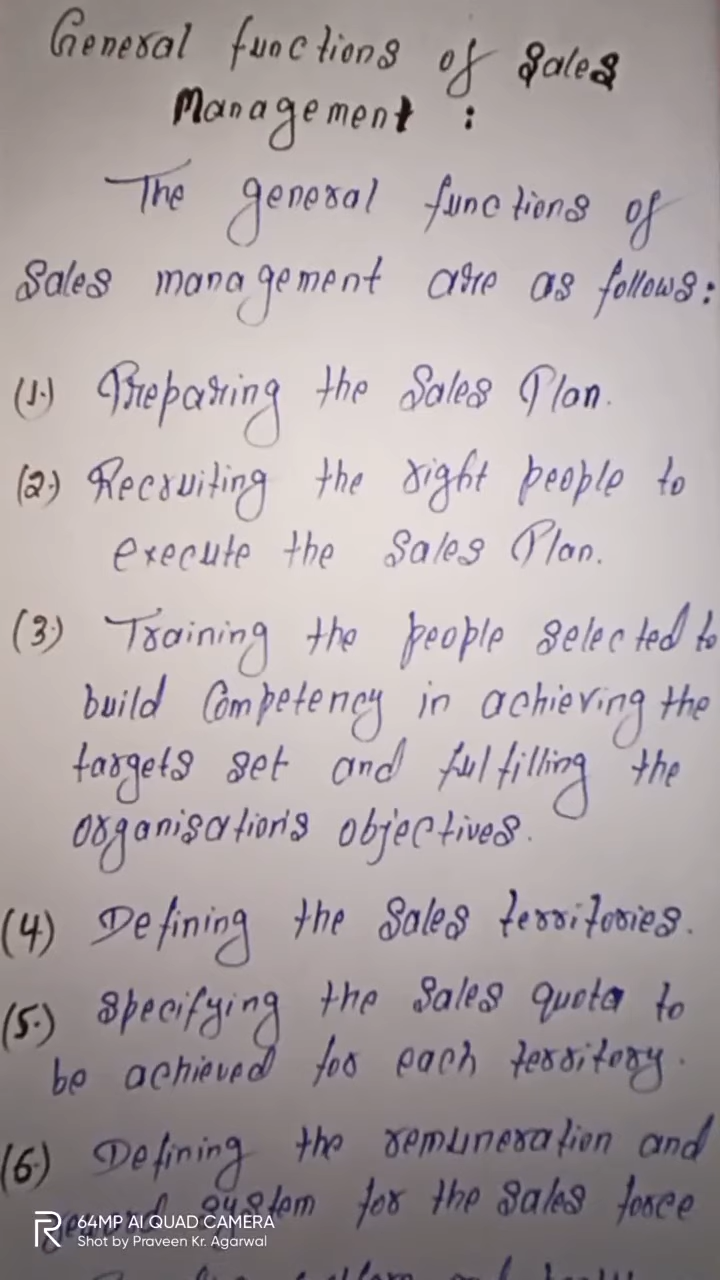 General functions of Sales
Management :
The general functions of
Sales management are as follows:
(1.) Preparing the Sales Plan.
(2.) Recruiting the right people to
execute the Sales Plan.
(3.) Training the people selected to
build Competency in achieving the
targets set and fulfilling the
organisation's objectives.
(4) Defining the Sales territories.
(5.) Specifying the Sales quota to
be achieved for each territory.
(6.) Defining the remuneration and
reward system for the Sales force
64MP AI QUAD CAMERA
Shot by Praveen Kr. Agarwal